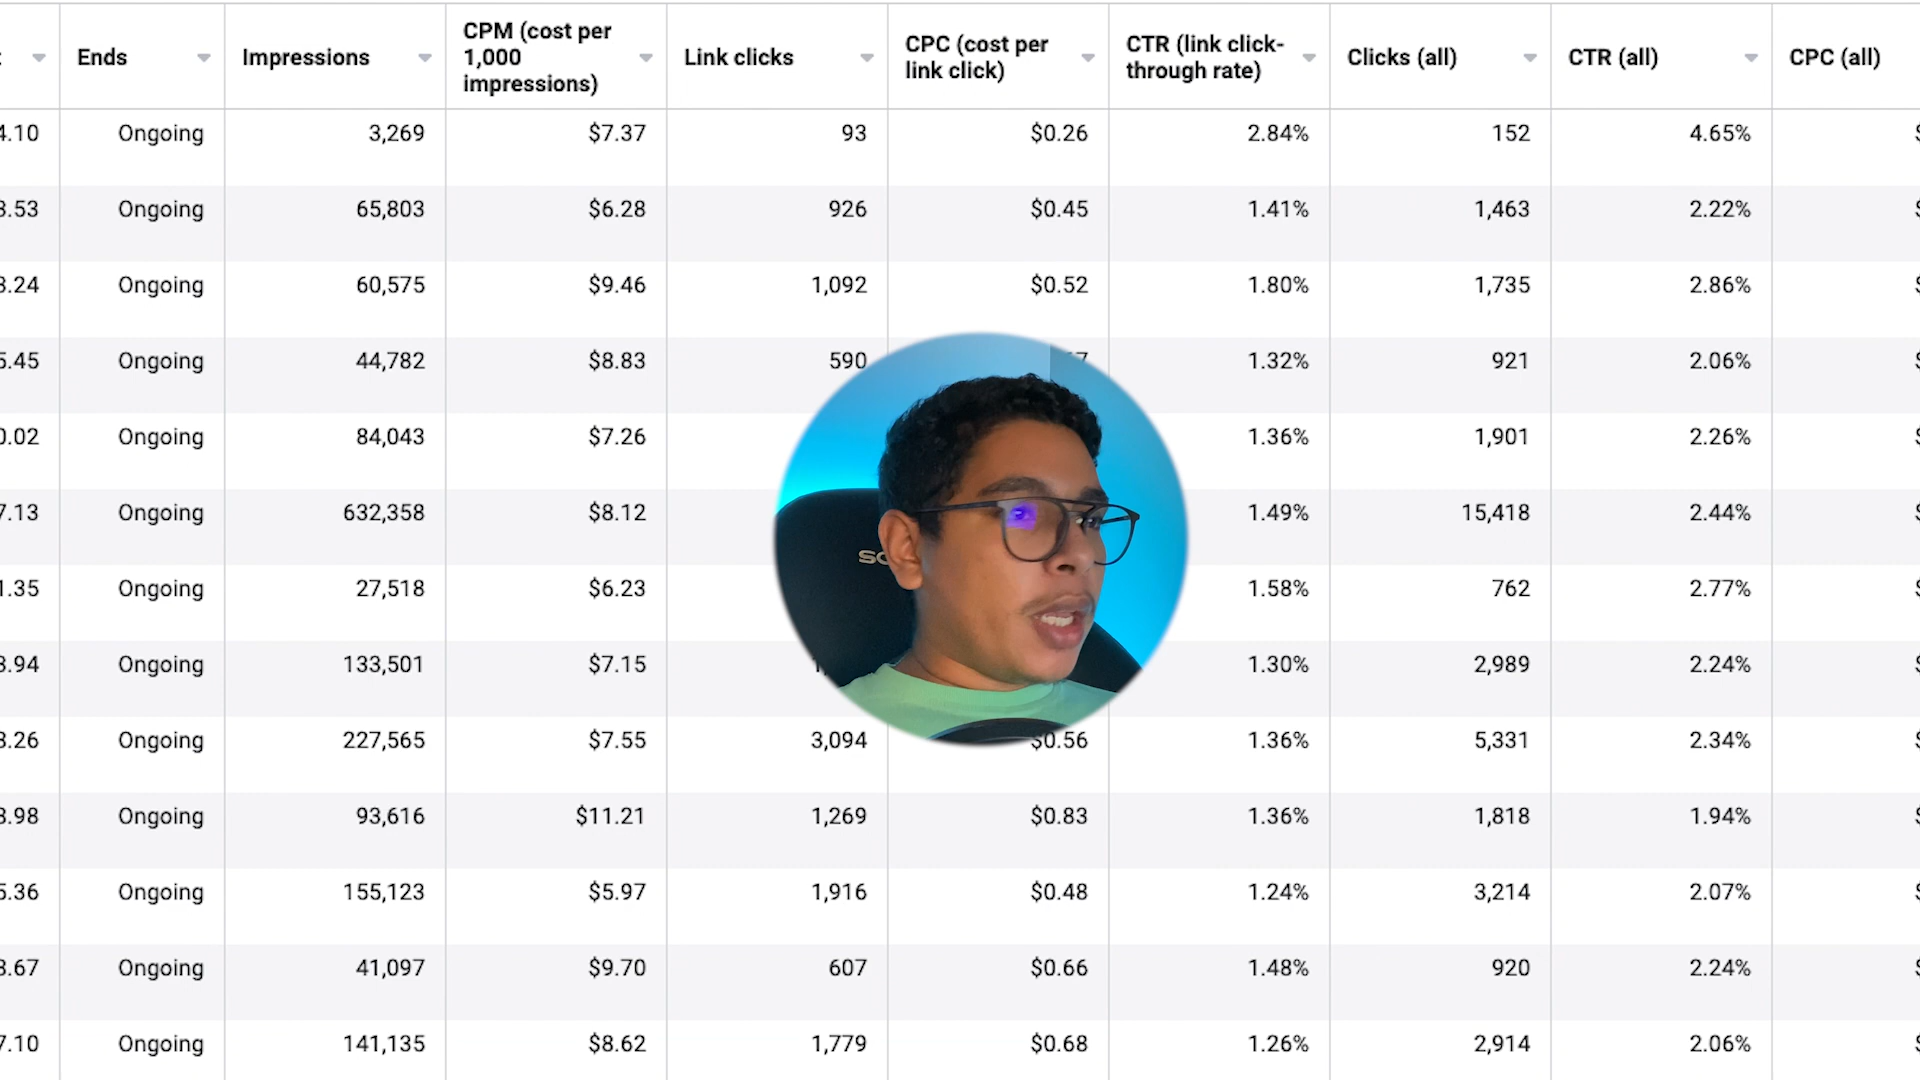 Ends Impressions CPM (cost per 1,000 impressions) Link clicks CPC (cost per link click) CTR (link click-through rate) Clicks (all) CTR (all) CPC (all)
4.10 Ongoing 3,269 $7.37 93 $0.26 2.84% 152 4.65%
3.53 Ongoing 65,803 $6.28 926 $0.45 1.41% 1,463 2.22%
3.24 Ongoing 60,575 $9.46 1,092 $0.52 1.80% 1,735 2.86%
5.45 Ongoing 44,782 $8.83 590 1.32% 921 2.06%
0.02 Ongoing 84,043 $7.26 1.36% 1,901 2.26%
7.13 Ongoing 632,358 $8.12 1.49% 15,418 2.44%
1.35 Ongoing 27,518 $6.23 1.58% 762 2.77%
3.94 Ongoing 133,501 $7.15 1.30% 2,989 2.24%
3.26 Ongoing 227,565 $7.55 3,094 $0.56 1.36% 5,331 2.34%
3.98 Ongoing 93,616 $11.21 1,269 $0.83 1.36% 1,818 1.94%
5.36 Ongoing 155,123 $5.97 1,916 $0.48 1.24% 3,214 2.07%
3.67 Ongoing 41,097 $9.70 607 $0.66 1.48% 920 2.24%
7.10 Ongoing 141,135 $8.62 1,779 $0.68 1.26% 2,914 2.06%